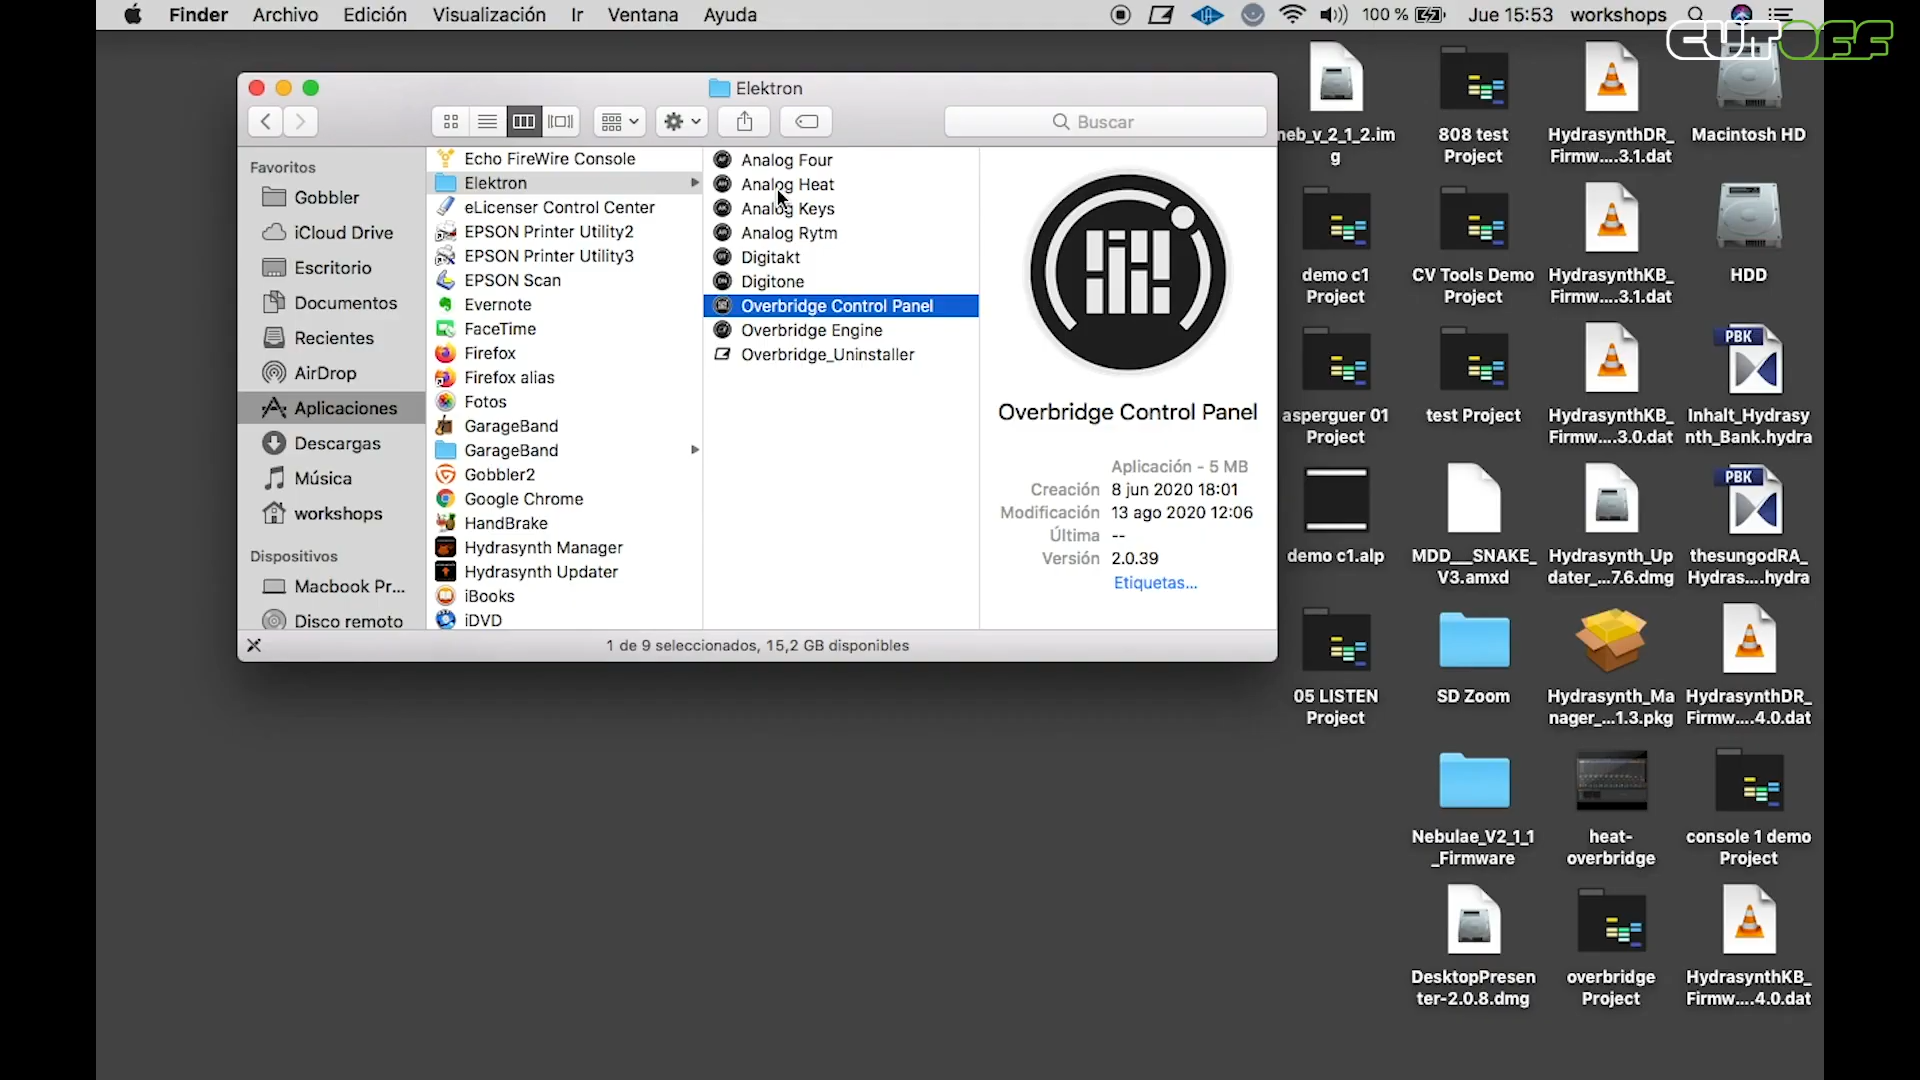 Finder Archivo Edición Visualización Ir Ventana Ayuda 100 % Jue 15:53 workshops
CUTOFF
Elektron
Buscar
Favoritos
Gobbler
iCloud Drive
Escritorio
Documentos
Recientes
AirDrop
Aplicaciones
Descargas
Música
workshops
Dispositivos
Macbook Pr...
Disco remoto
Echo FireWire Console
Elektron
eLicenser Control Center
EPSON Printer Utility2
EPSON Printer Utility3
EPSON Scan
Evernote
FaceTime
Firefox
Firefox alias
Fotos
GarageBand
GarageBand
Gobbler2
Google Chrome
HandBrake
Hydrasynth Manager
Hydrasynth Updater
iBooks
iDVD
Analog Four
Analog Heat
Analog Keys
Analog Rytm
Digitakt
Digitone
Overbridge Control Panel
Overbridge Engine
Overbridge_Uninstaller
Overbridge Control Panel
Aplicación - 5 MB
Creación 8 jun 2020 18:01
Modificación 13 ago 2020 12:06
Última --
Versión 2.0.39
Etiquetas...
1 de 9 seleccionados, 15,2 GB disponibles
neb_v_2_1_2.im
g
808 test
Project
HydrasynthDR_
Firmw....3.1.dat
Macintosh HD
demo c1
Project
CV Tools Demo
Project
HydrasynthKB_
Firmw....3.1.dat
HDD
asperguer 01
Project
test Project
HydrasynthKB_
Firmw....3.0.dat
PBK
Inhalt_Hydrasy
nth_Bank.hydra
demo c1.alp
MDD___SNAKE_
V3.amxd
Hydrasynth_Up
dater_...7.6.dmg
PBK
thesungodRA_
Hydras....hydra
05 LISTEN
Project
SD Zoom
Hydrasynth_Ma
nager_...1.3.pkg
HydrasynthDR_
Firmw....4.0.dat
Nebulae_V2_1_1
_Firmware
heat-
overbridge
console 1 demo
Project
DesktopPresen
ter-2.0.8.dmg
overbridge
Project
HydrasynthKB_
Firmw....4.0.dat